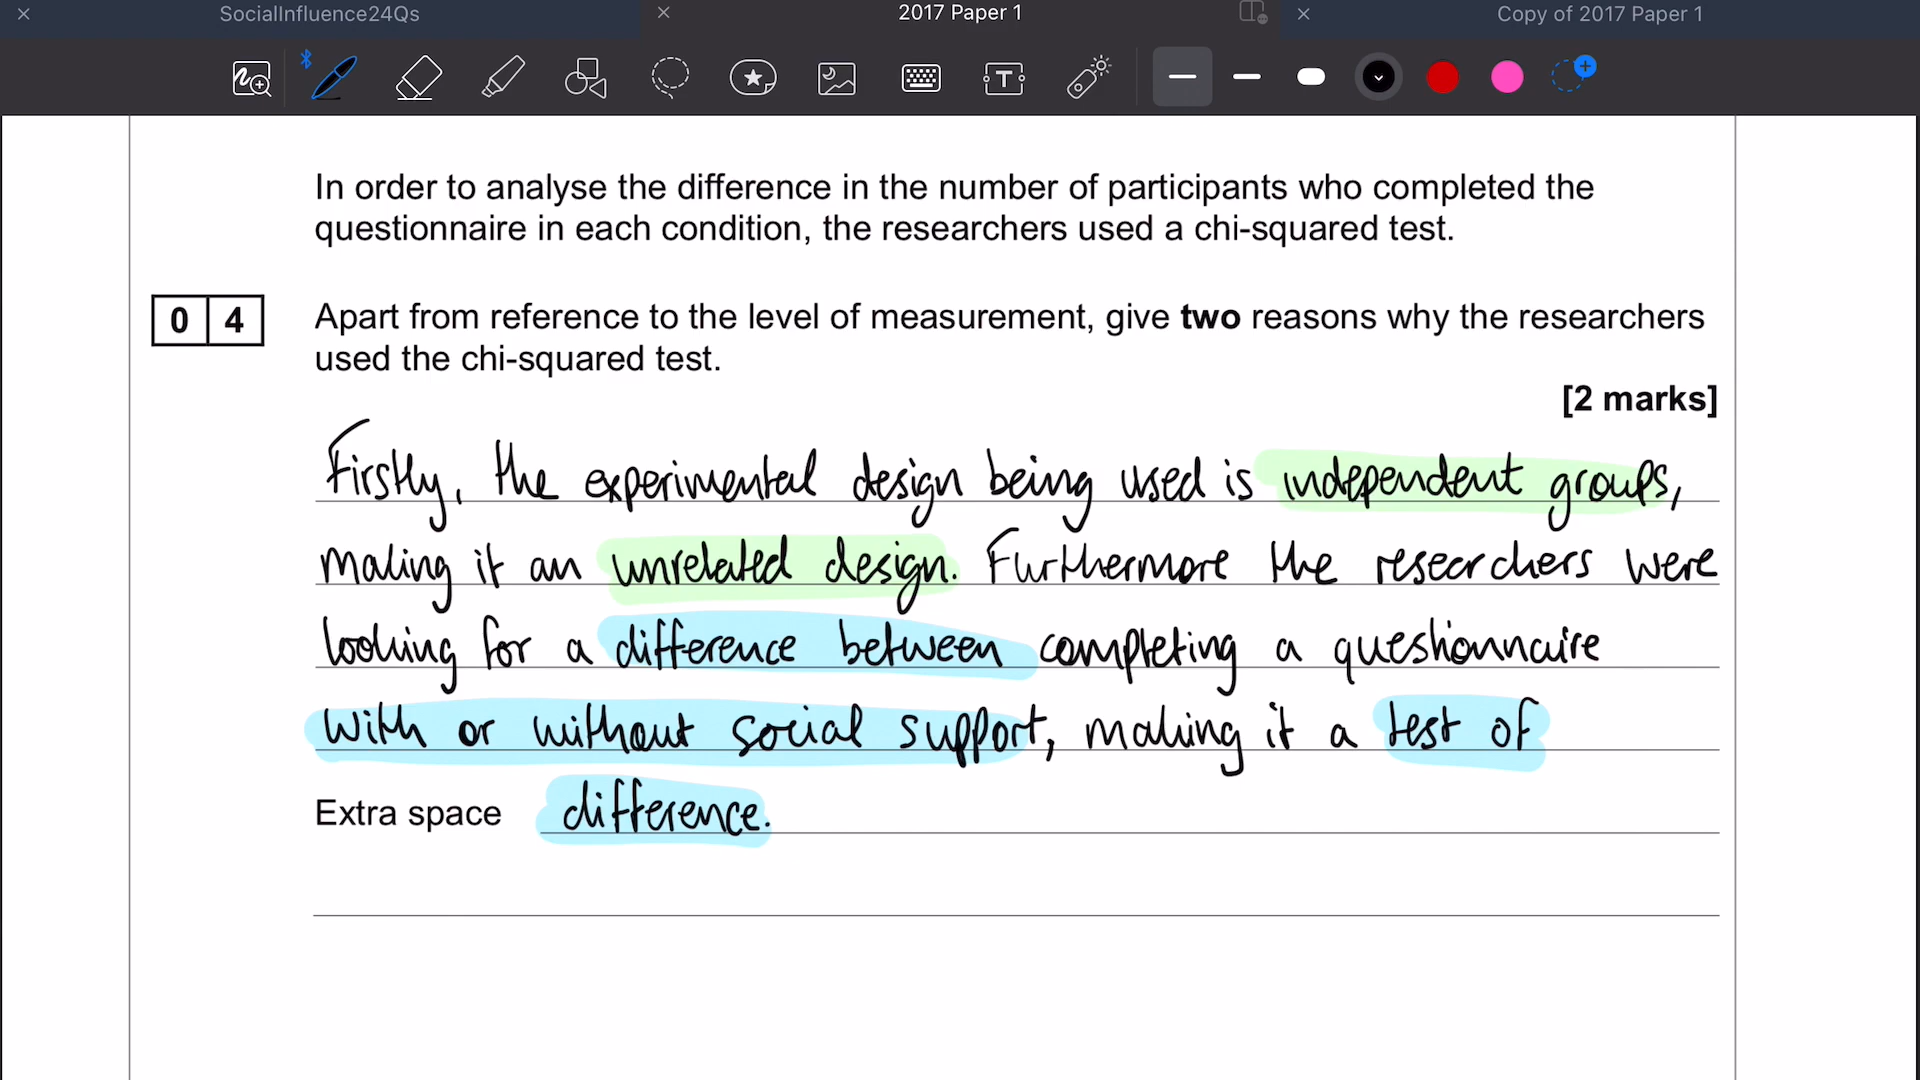 SocialInfluence24Qs
2017 Paper 1
Copy of 2017 Paper 1
In order to analyse the difference in the number of participants who completed the
questionnaire in each condition, the researchers used a chi-squared test.
0 4
Apart from reference to the level of measurement, give two reasons why the researchers
used the chi-squared test.
[2 marks]
Firstly, the experimental design being used is independent groups,
making it an unrelated design. Furthermore the researchers were
looking for a difference between completing a questionnaire
with or without social support, making it a test of
Extra space difference.